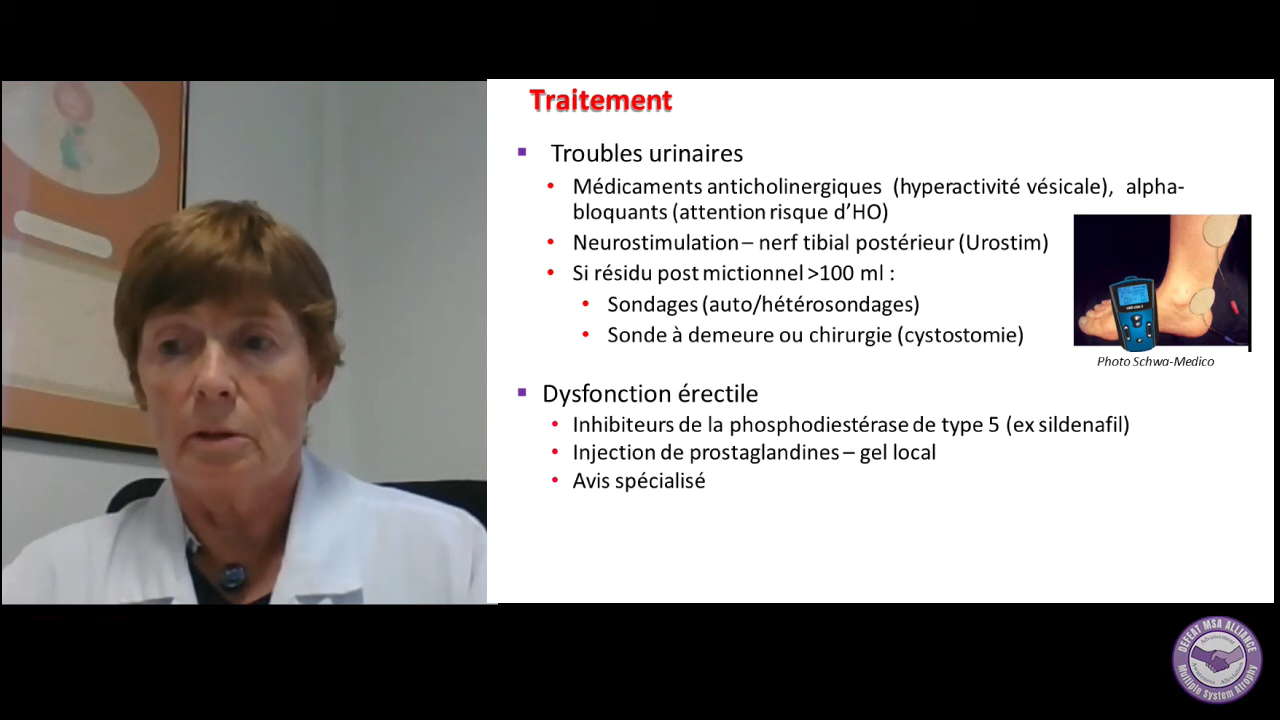 Traitement
Troubles urinaires
Médicaments anticholinergiques (hyperactivité vésicale), alpha-
bloquants (attention risque d'HO)
Neurostimulation – nerf tibial postérieur (Urostim)
Si résidu post mictionnel >100 ml :
Sondages (auto/hétérosondages)
Sonde à demeure ou chirurgie (cystostomie)
Photo Schwa-Medico
Dysfonction érectile
Inhibiteurs de la phosphodiestérase de type 5 (ex sildenafil)
Injection de prostaglandines – gel local
Avis spécialisé
DEFEAT MSA ALLIANCE
Multiple System Atrophy